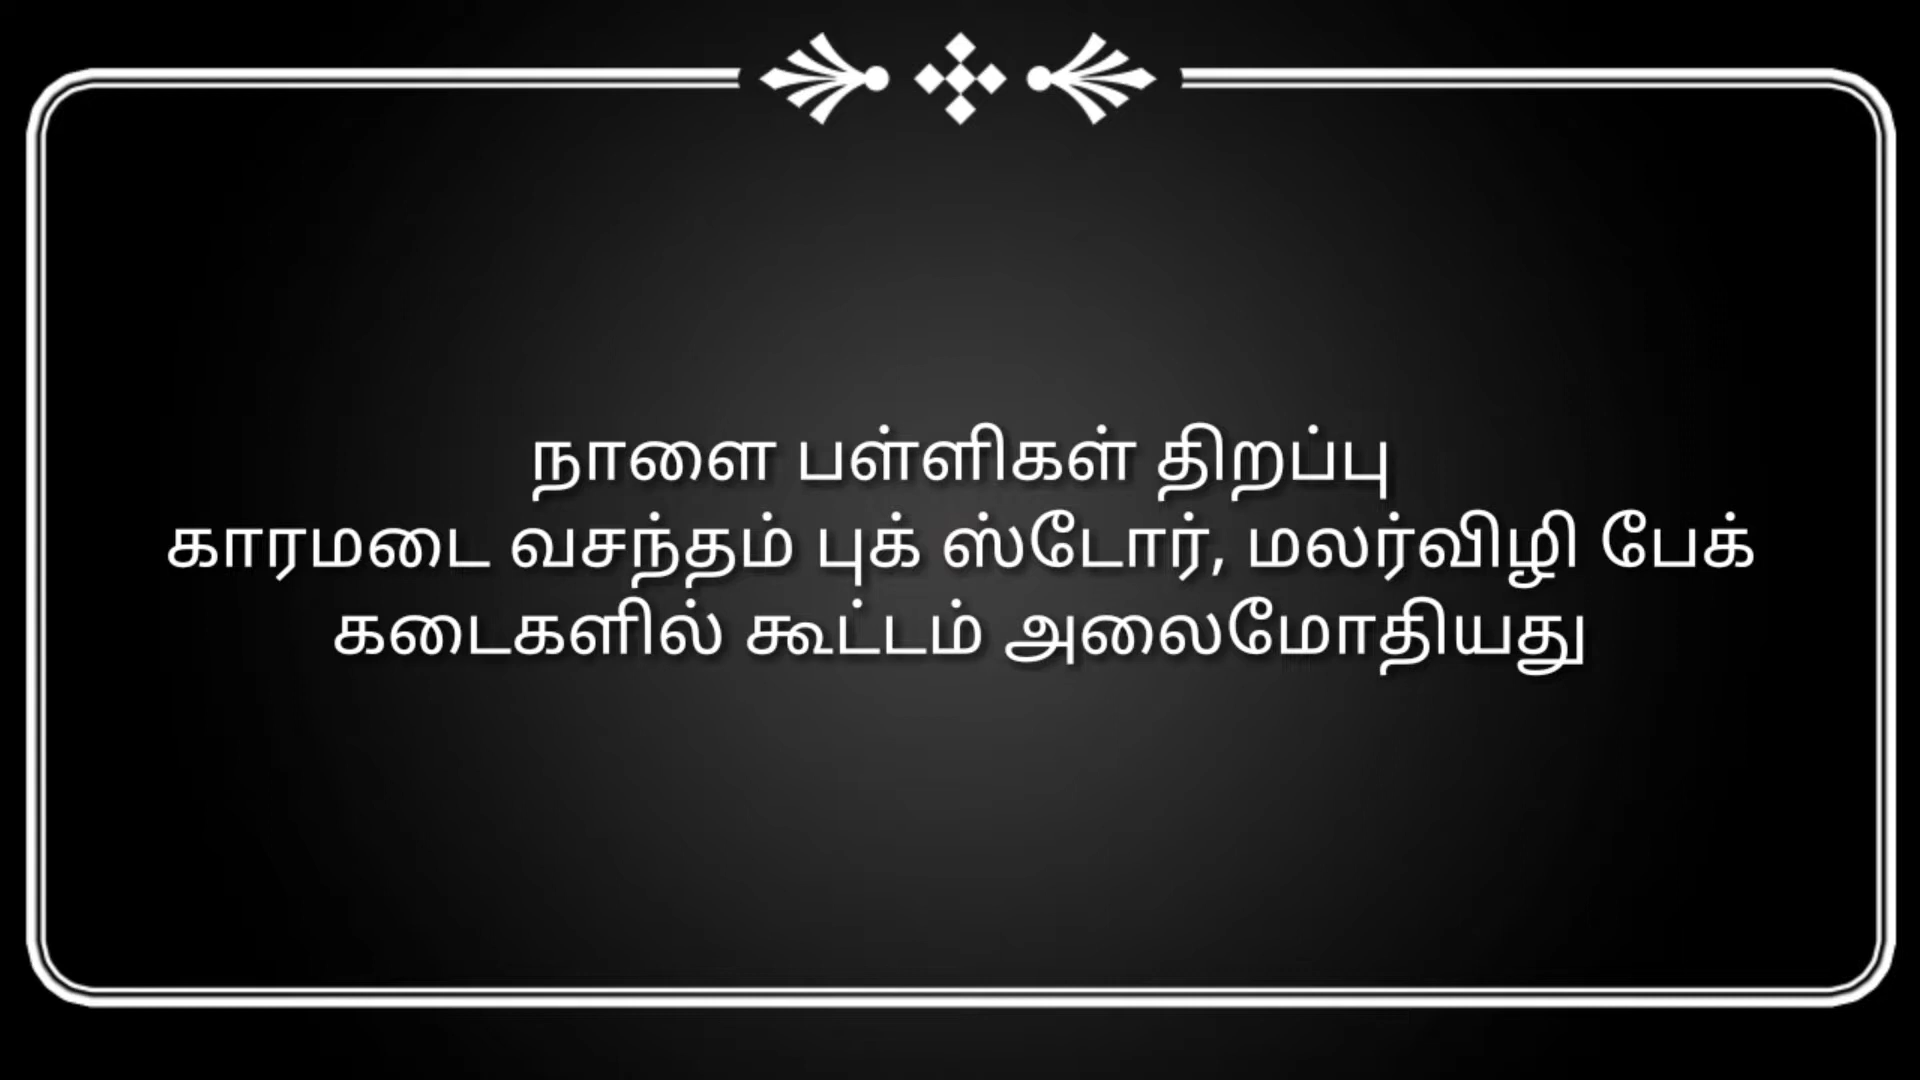 நாளை பள்ளிகள் திறப்பு
காரமடை வசந்தம் புக் ஸ்டோர், மலர்விழி பேக்
கடைகளில் கூட்டம் அலைமோதியது